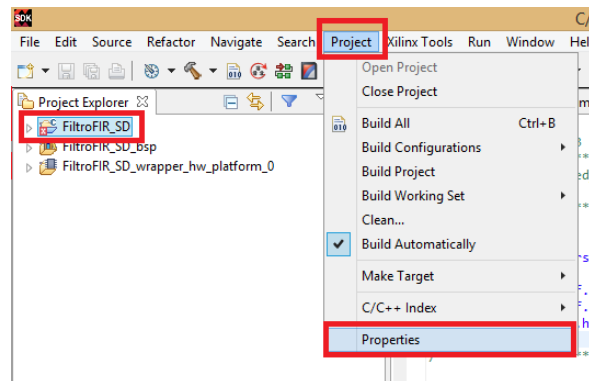 SDK
C/
File Edit Source Refactor Navigate Search Project Xilinx Tools Run Window Hel
Project Explorer
FiltroFIR_SD
FiltroFIR_SD_bsp
FiltroFIR_SD_wrapper_hw_platform_0
Open Project
Close Project
Build All Ctrl+B
Build Configurations
Build Project
Build Working Set
Clean...
Build Automatically
Make Target
C/C++ Index
Properties